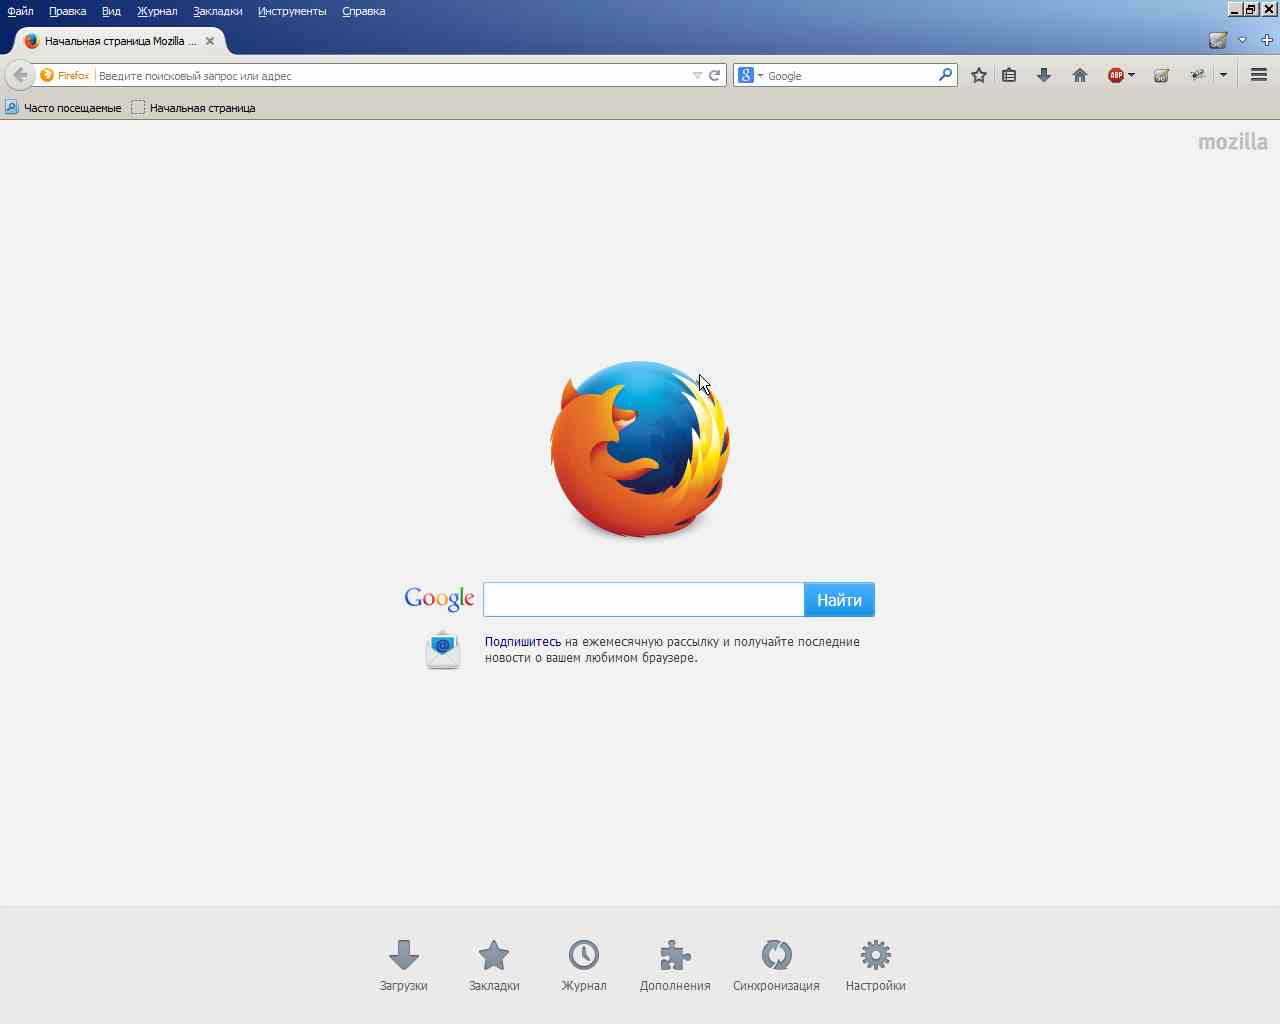 Файл Правка Вид Журнал Закладки Инструменты Справка
Начальная страница Mozilla ...
Firefox Введите поисковый запрос или адрес Google ABP
Часто посещаемые Начальная страница
mozilla
Google Найти
Подпишитесь на ежемесячную рассылку и получайте последние
новости о вашем любимом браузере.
Загрузки Закладки Журнал Дополнения Синхронизация Настройки